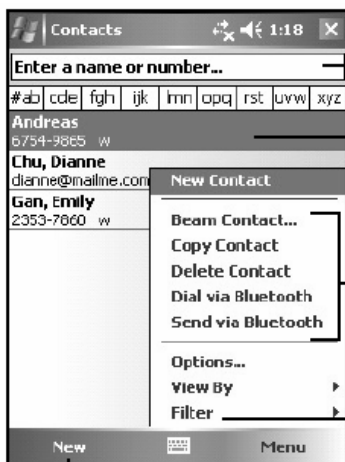 Contacts 1:18
Enter a name or number...
#ab cde fgh ijk lmn opq rst uvw xyz
Andreas
6754-9865 w
Chu, Dianne
dianne@mailme.com
Gan, Emily
2353-7860 w
New Contact
Beam Contact...
Copy Contact
Delete Contact
Dial via Bluetooth
Send via Bluetooth
Options...
View By
Filter
New Menu